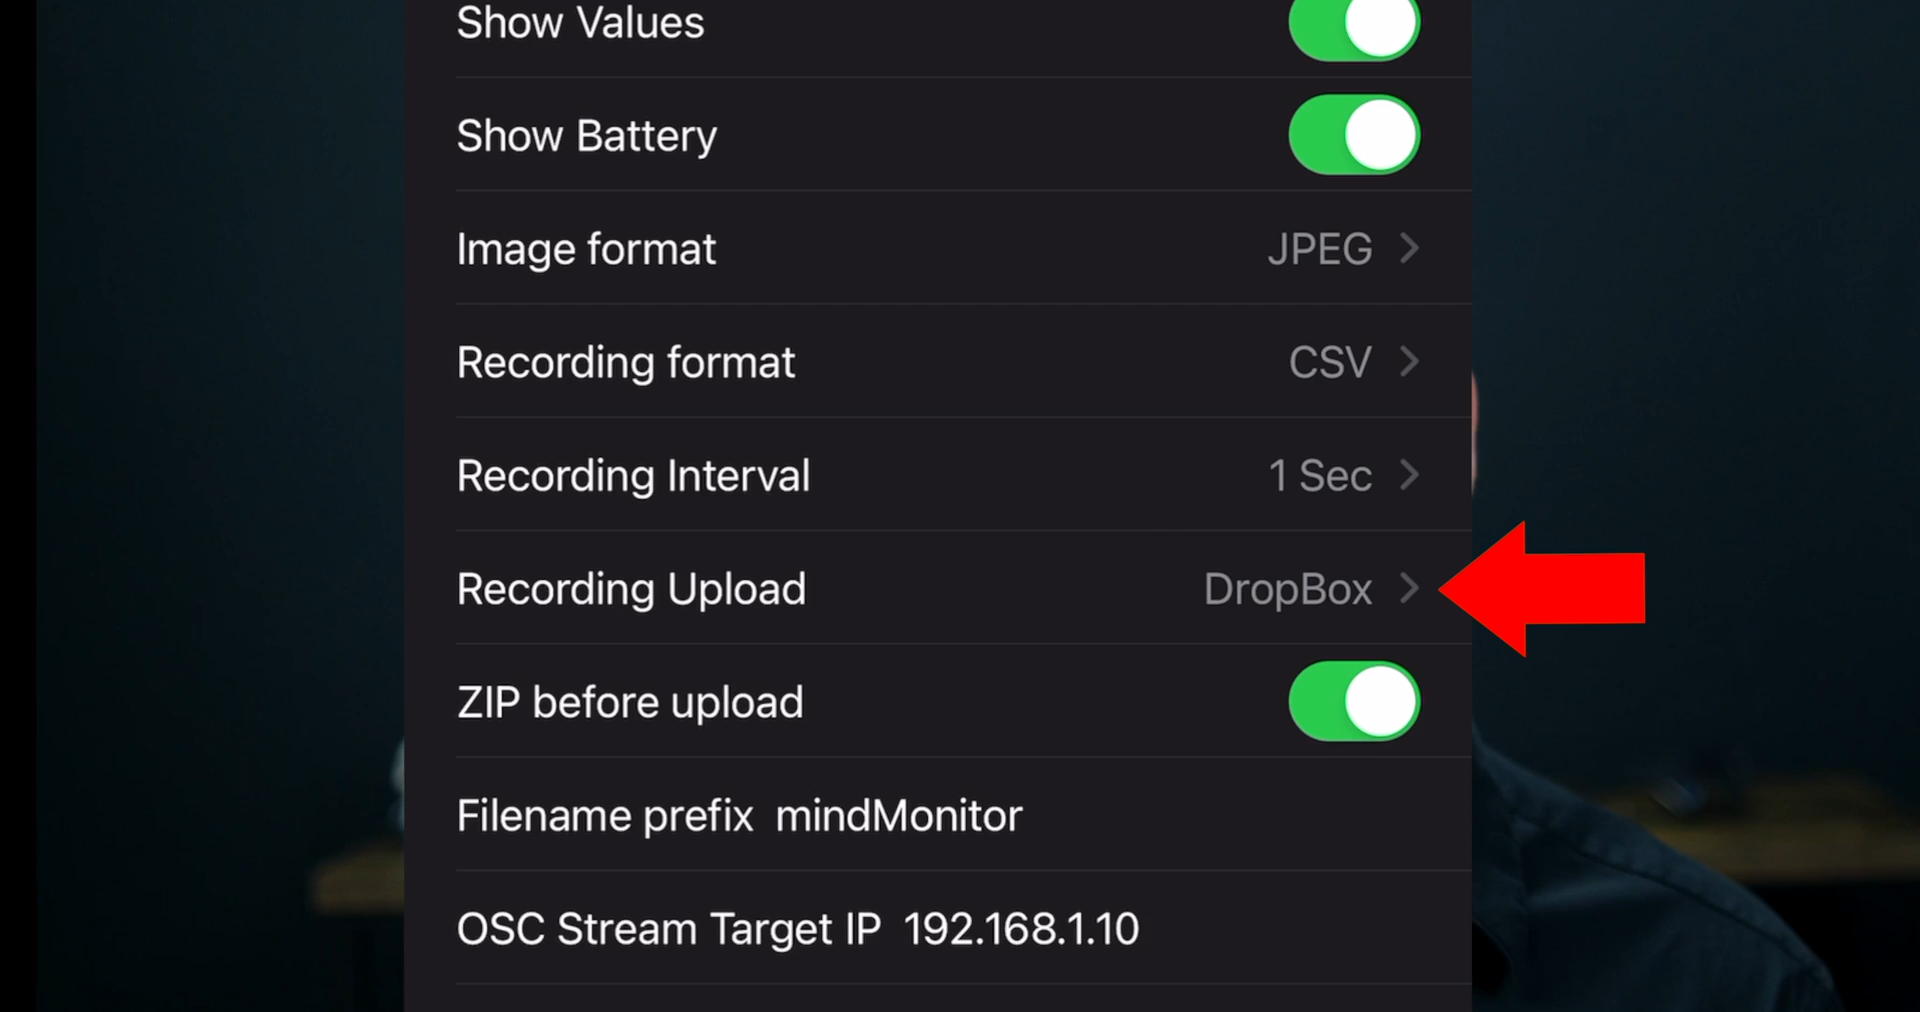 Show Values
Show Battery
Image format JPEG
Recording format CSV
Recording Interval 1 Sec
Recording Upload DropBox
ZIP before upload
Filename prefix mindMonitor
OSC Stream Target IP 192.168.1.10